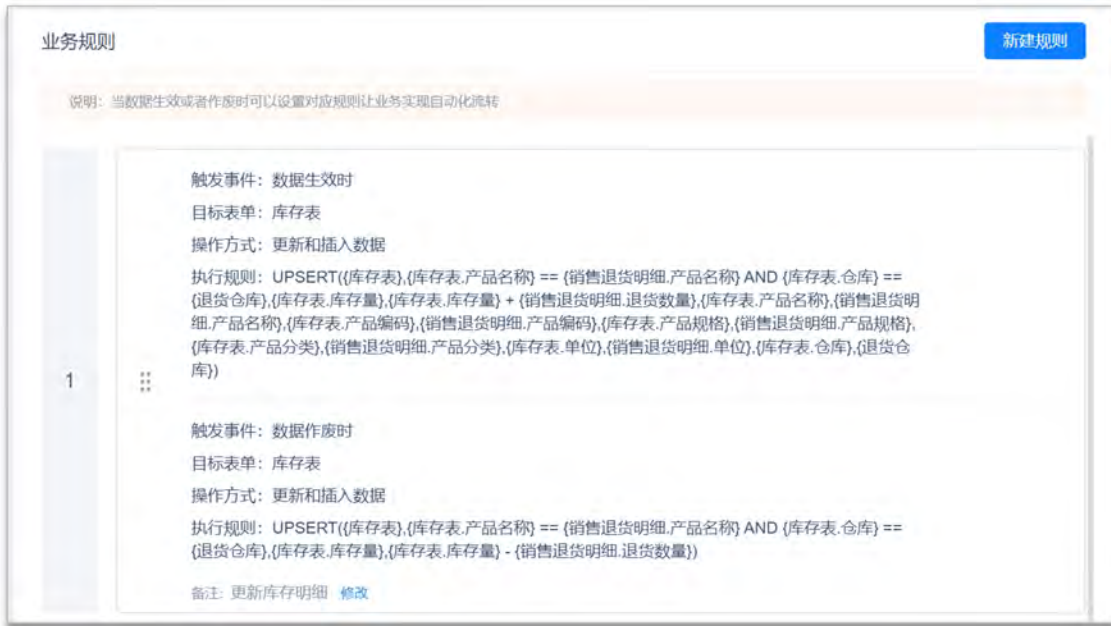 业务规则
新建规则
说明：当数据生效或者作废时可以设置对应规则让业务实现自动化流转
触发事件：数据生效时
目标表单：库存表
操作方式：更新和插入数据
执行规则：UPSERT({库存表},{库存表.产品名称} == {销售退货明细.产品名称} AND {库存表.仓库} ==
{退货仓库},{库存表.库存量},{库存表.库存量} + {销售退货明细.退货数量},{库存表.产品名称},{销售退货明
细.产品名称},{库存表.产品编码},{销售退货明细.产品编码},{库存表.产品规格},{销售退货明细.产品规格},
{库存表.产品分类},{销售退货明细.产品分类},{库存表.单位},{销售退货明细.单位},{库存表.仓库},{退货仓
库})
1
触发事件：数据作废时
目标表单：库存表
操作方式：更新和插入数据
执行规则：UPSERT({库存表},{库存表.产品名称} == {销售退货明细.产品名称} AND {库存表.仓库} ==
{退货仓库},{库存表.库存量},{库存表.库存量} - {销售退货明细.退货数量})
备注：更新库存明细 修改